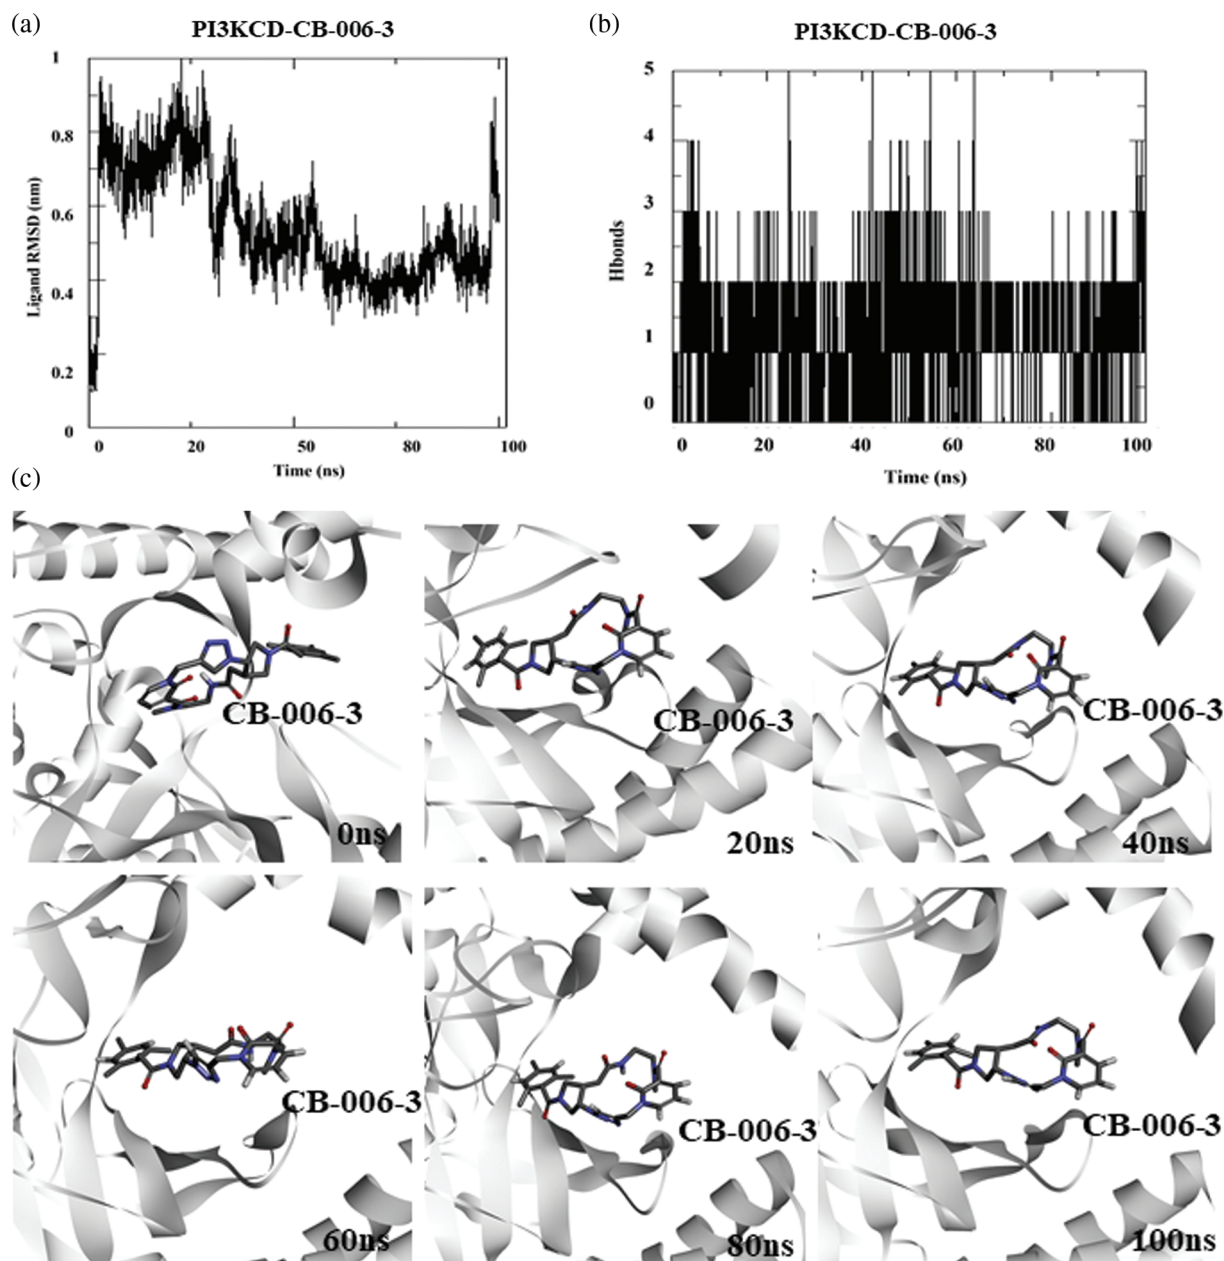 (a)
PI3KCD-CB-006-3
1
0.8
0.6
0.4
0.2
0
Ligand RMSD (nm)
0 20 50 80 100
Time (ns)
(b)
PI3KCD-CB-006-3
5
4
3
2
1
0
Hbonds
0 20 40 60 80 100
Time (ns)
(c)
CB-006-3
0ns
CB-006-3
20ns
CB-006-3
40ns
CB-006-3
60ns
CB-006-3
80ns
CB-006-3
100ns